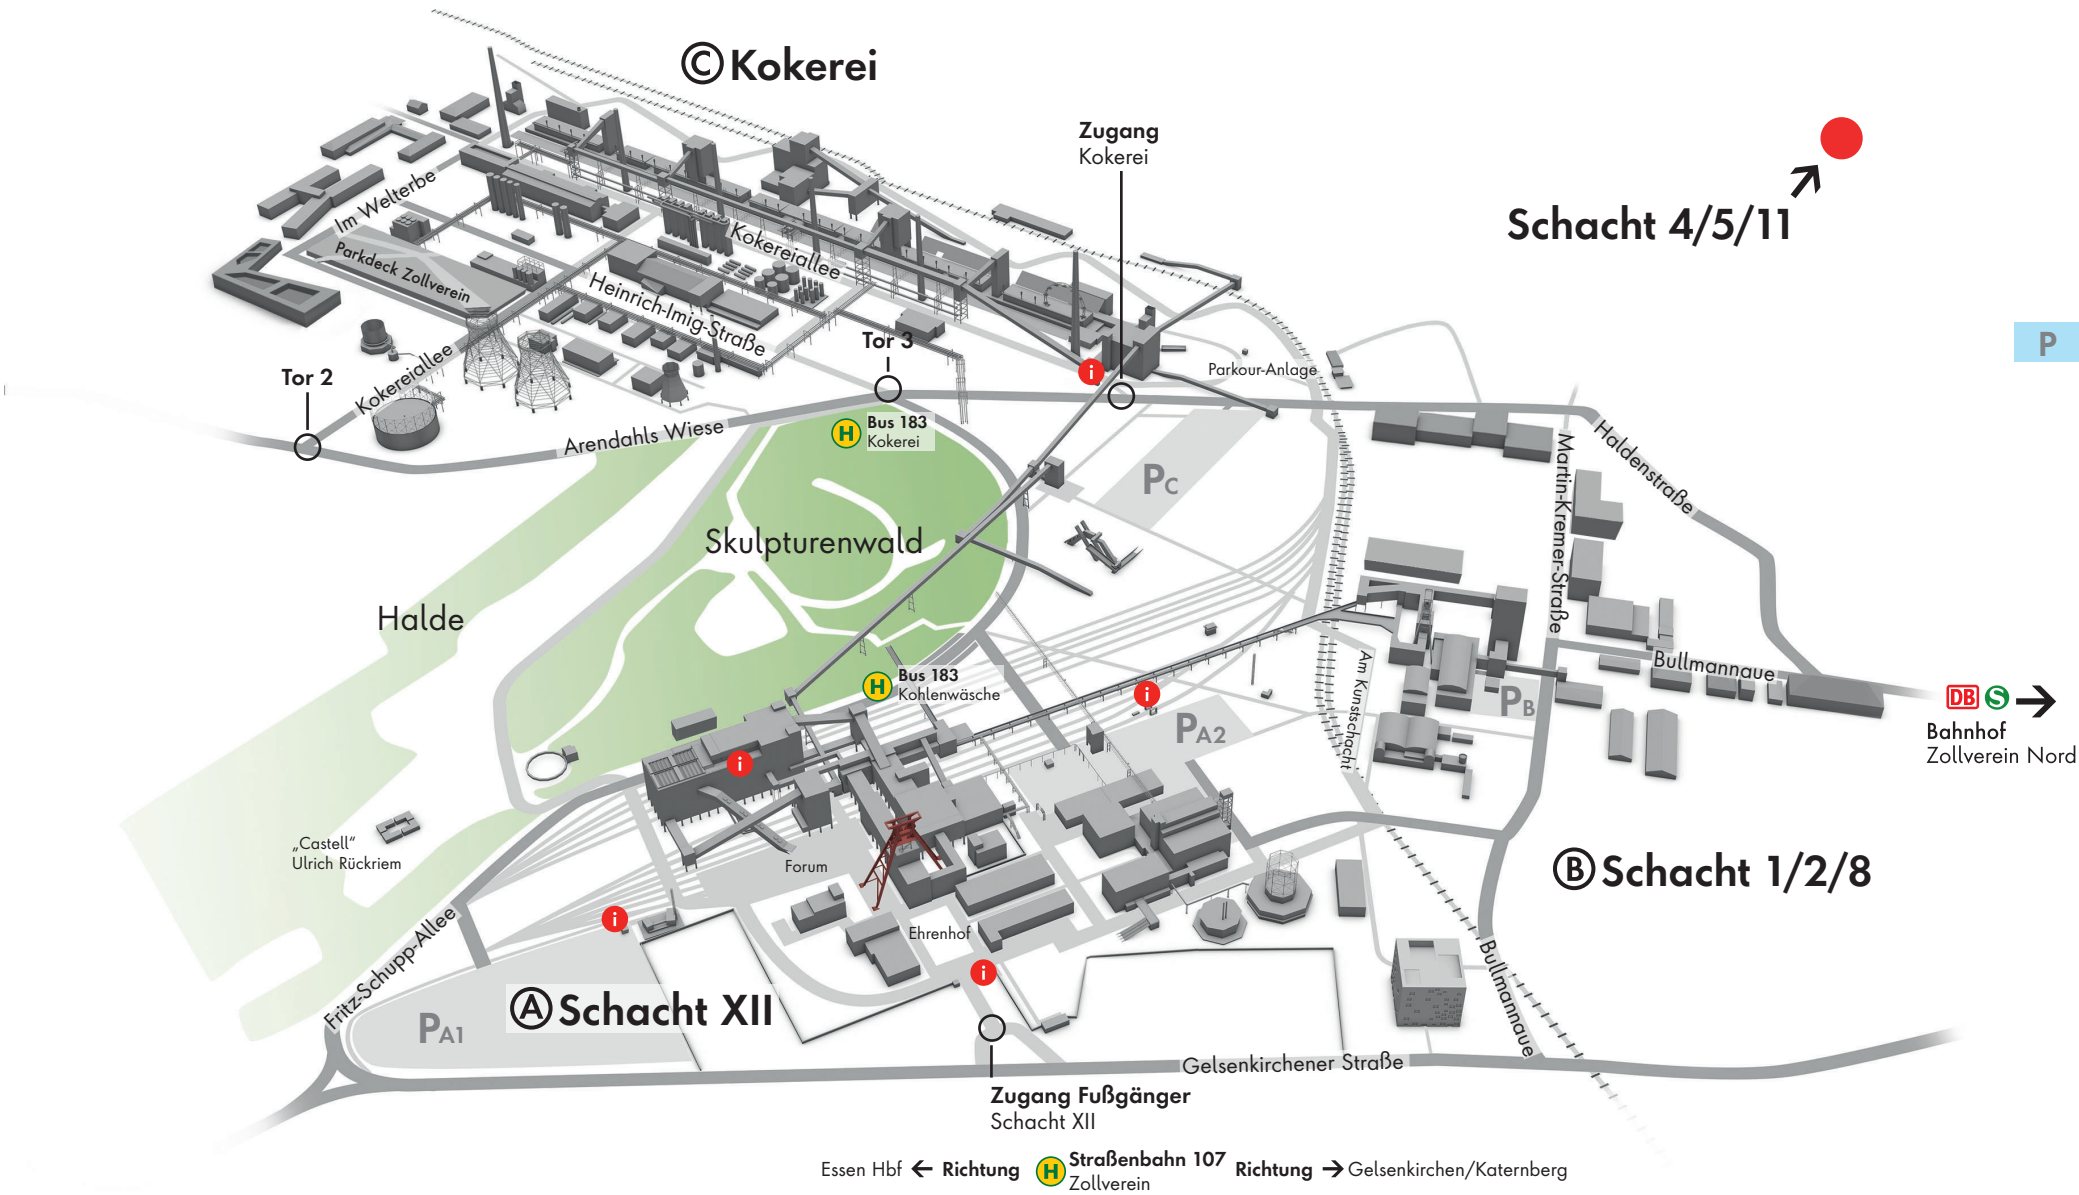 C Kokerei
Zugang
Kokerei
Schacht 4/5/11
Im Welterbe
Parkdeck Zollverein
Kokereiallee
Heinrich-Imig-Straße
P
Tor 3
Tor 2
Kokereiallee
i
Parkour-Anlage
Arendahls Wiese
H Bus 183
Kokerei
Haldenstraße
Martin-Kremer-Straße
PC
Skulpturenwald
Halde
Bullmannaue
Am Kunstschacht
H Bus 183
Kohlenwäsche
i
PB
DB S
Bahnhof
Zollverein Nord
PA2
i
„Castell“
Ulrich Rückriem
Forum
B Schacht 1/2/8
Fritz-Schupp-Allee
i
Ehrenhof
i
Bullmannaue
A Schacht XII
PA1
Gelsenkirchener Straße
Zugang Fußgänger
Schacht XII
Essen Hbf ← Richtung H Straßenbahn 107 Richtung → Gelsenkirchen/Katernberg
Zollverein